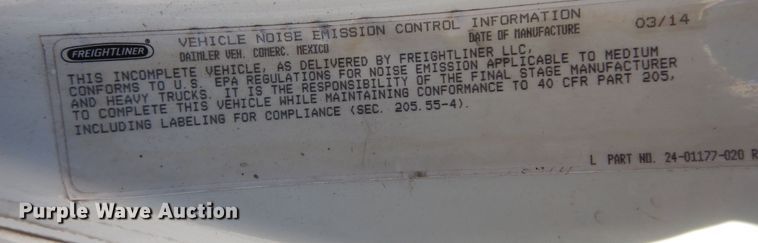 FREIGHTLINER
VEHICLE NOISE EMISSION CONTROL INFORMATION
DAIMLER VEH. COMERC. MEXICO DATE OF MANUFACTURE 03/14
THIS INCOMPLETE VEHICLE, AS DELIVERED BY FREIGHTLINER LLC,
CONFORMS TO U.S. EPA REGULATIONS FOR NOISE EMISSION APPLICABLE TO MEDIUM
AND HEAVY TRUCKS. IT IS THE RESPONSIBILITY OF THE FINAL STAGE MANUFACTURER
TO COMPLETE THIS VEHICLE WHILE MAINTAINING CONFORMANCE TO 40 CFR PART 205,
INCLUDING LABELING FOR COMPLIANCE (SEC. 205.55-4).
L PART NO. 24-01177-020 R
Purple Wave Auction